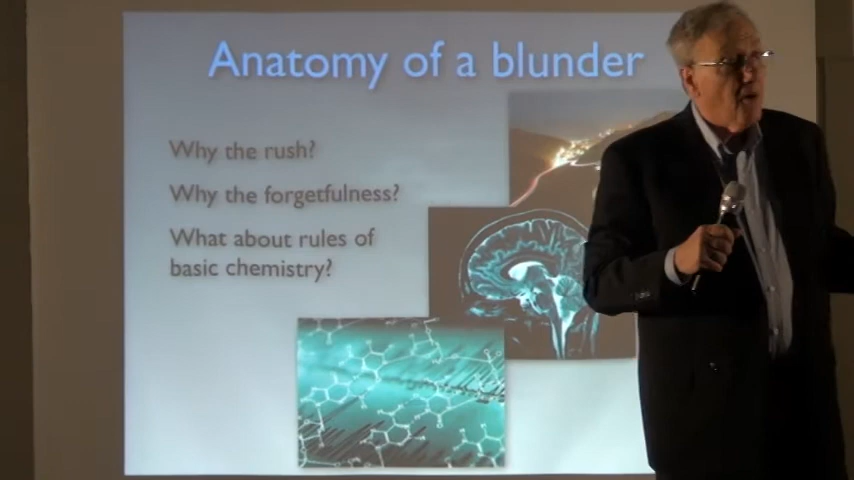 Anatomy of a blunder
Why the rush?
Why the forgetfulness?
What about rules of
basic chemistry?